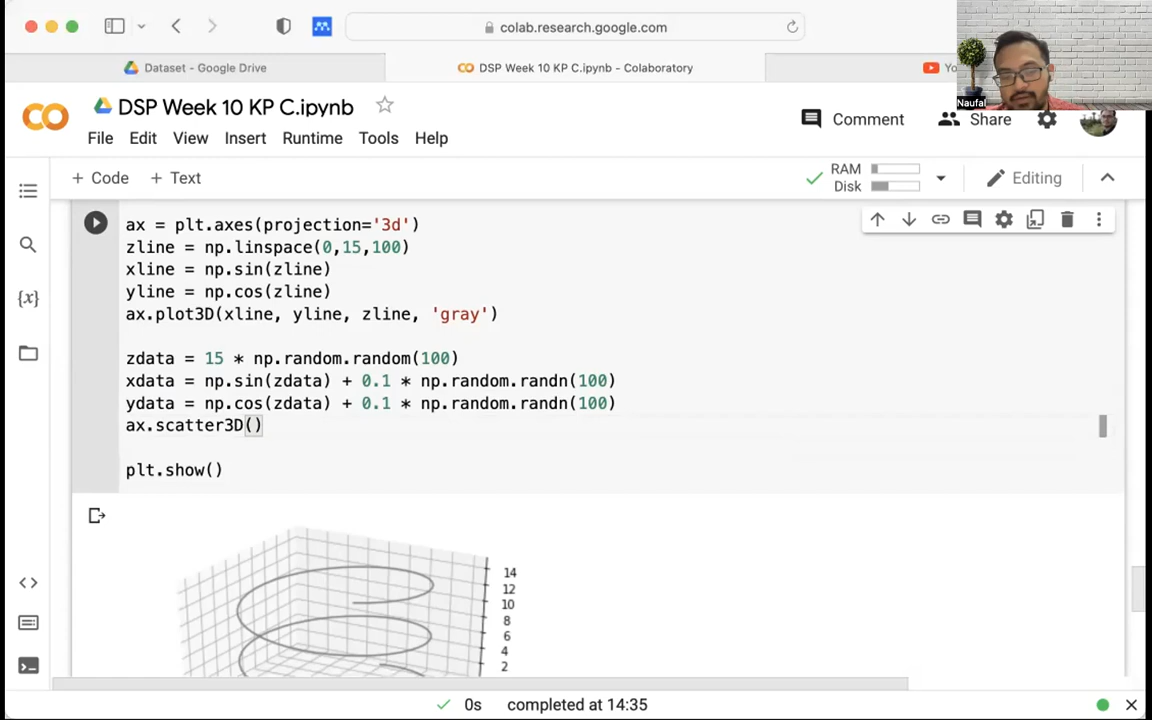 colab.research.google.com
Dataset - Google Drive
DSP Week 10 KP C.ipynb - Colaboratory
Yo
Naufal
DSP Week 10 KP C.ipynb
Comment
Share
File Edit View Insert Runtime Tools Help
+ Code + Text
RAM
Disk
Editing
ax = plt.axes(projection='3d')
zline = np.linspace(0,15,100)
xline = np.sin(zline)
yline = np.cos(zline)
ax.plot3D(xline, yline, zline, 'gray')
zdata = 15 * np.random.random(100)
xdata = np.sin(zdata) + 0.1 * np.random.randn(100)
ydata = np.cos(zdata) + 0.1 * np.random.randn(100)
ax.scatter3D()
plt.show()
{x}
14
12
10
8
6
4
2
0s completed at 14:35